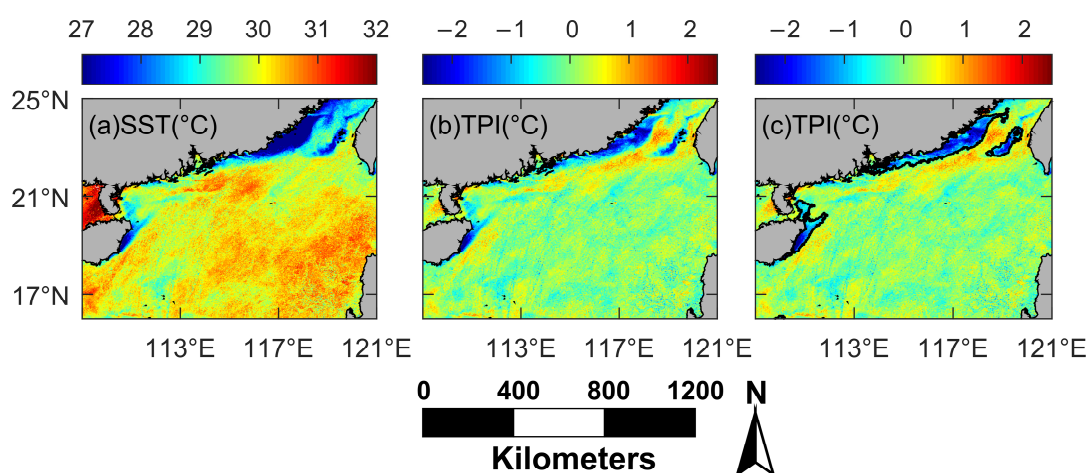 27 28 29 30 31 32
−2 −1 0 1 2
−2 −1 0 1 2
25°N
(a)SST(°C)
(b)TPI(°C)
(c)TPI(°C)
21°N
17°N
113°E 117°E 121°E
113°E 117°E 121°E
113°E 117°E 121°E
0 400 800 1200
N
Kilometers